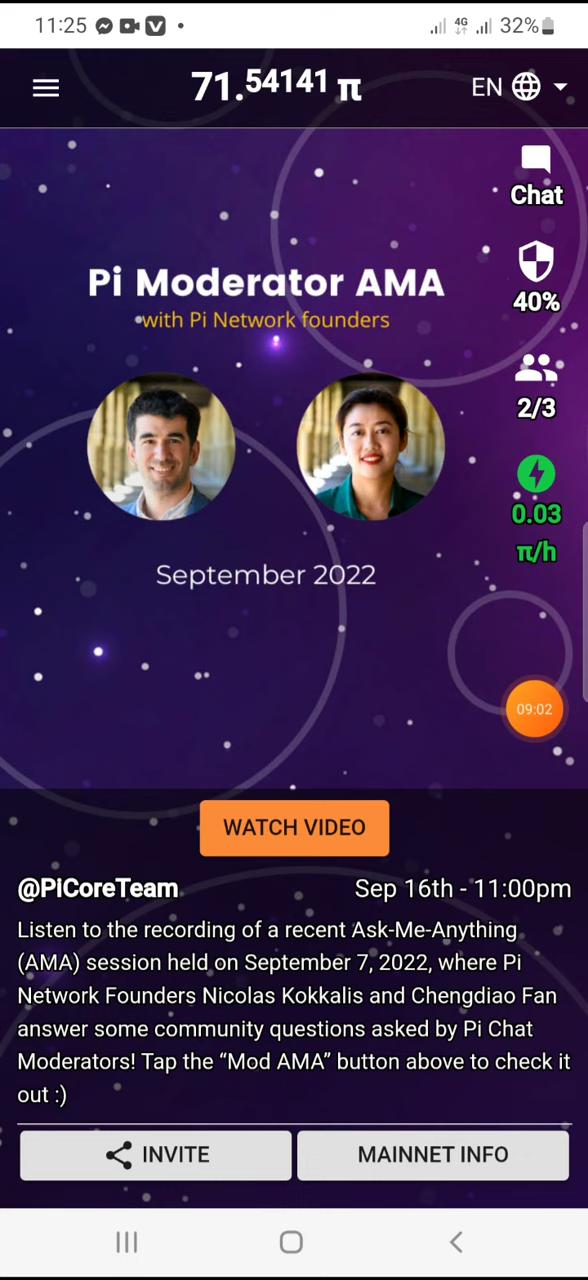 11:25 4G 32%
71.54141 π EN
Chat
40%
Pi Moderator AMA
with Pi Network founders
2/3
0.03
π/h
September 2022
09:02
WATCH VIDEO
@PiCoreTeam Sep 16th - 11:00pm
Listen to the recording of a recent Ask-Me-Anything
(AMA) session held on September 7, 2022, where Pi
Network Founders Nicolas Kokkalis and Chengdiao Fan
answer some community questions asked by Pi Chat
Moderators! Tap the “Mod AMA” button above to check it
out :)
INVITE MAINNET INFO